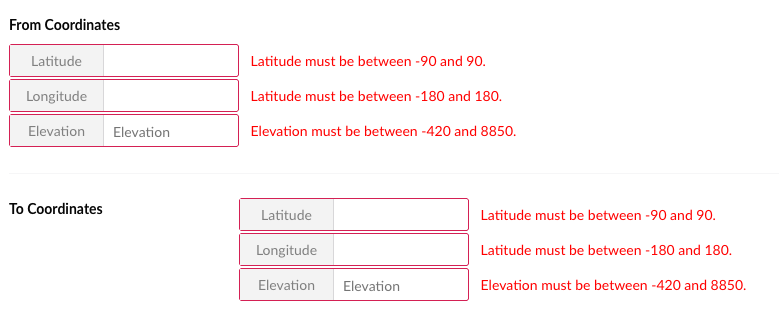 From Coordinates
Latitude Latitude must be between -90 and 90.
Longitude Latitude must be between -180 and 180.
Elevation Elevation Elevation must be between -420 and 8850.
To Coordinates
Latitude Latitude must be between -90 and 90.
Longitude Latitude must be between -180 and 180.
Elevation Elevation Elevation must be between -420 and 8850.